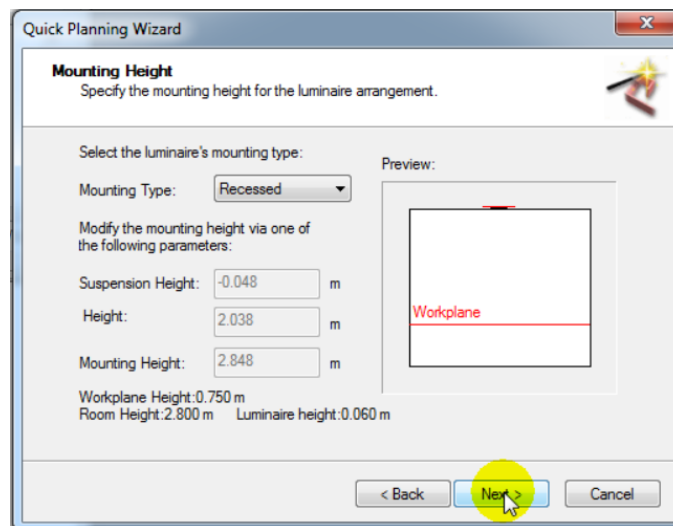 Quick Planning Wizard
Mounting Height
Specify the mounting height for the luminaire arrangement.
Select the luminaire's mounting type:
Mounting Type: Recessed
Modify the mounting height via one of
the following parameters:
Suspension Height: -0.048 m
Height: 2.038 m
Mounting Height: 2.848 m
Workplane Height:0.750 m
Room Height:2.800 m Luminaire height:0.060 m
Preview:
Workplane
< Back Next > Cancel